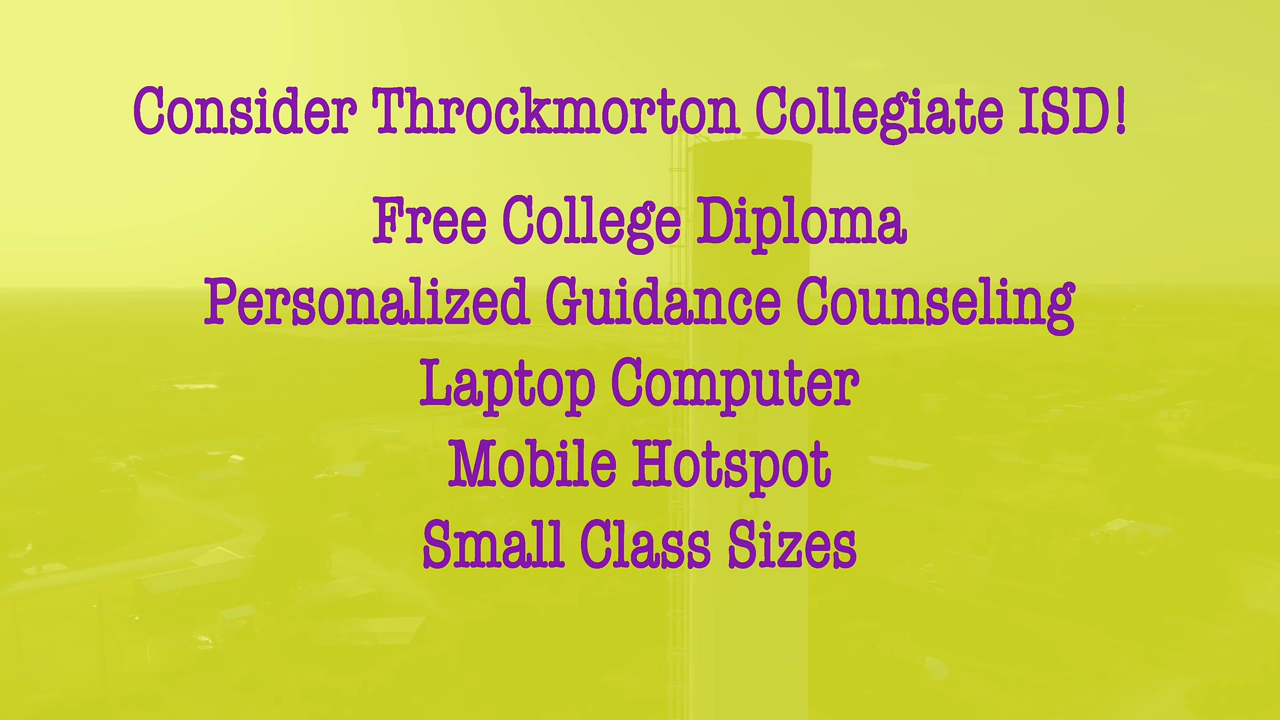 Consider Throckmorton Collegiate ISD!
Free College Diploma
Personalized Guidance Counseling
Laptop Computer
Mobile Hotspot
Small Class Sizes